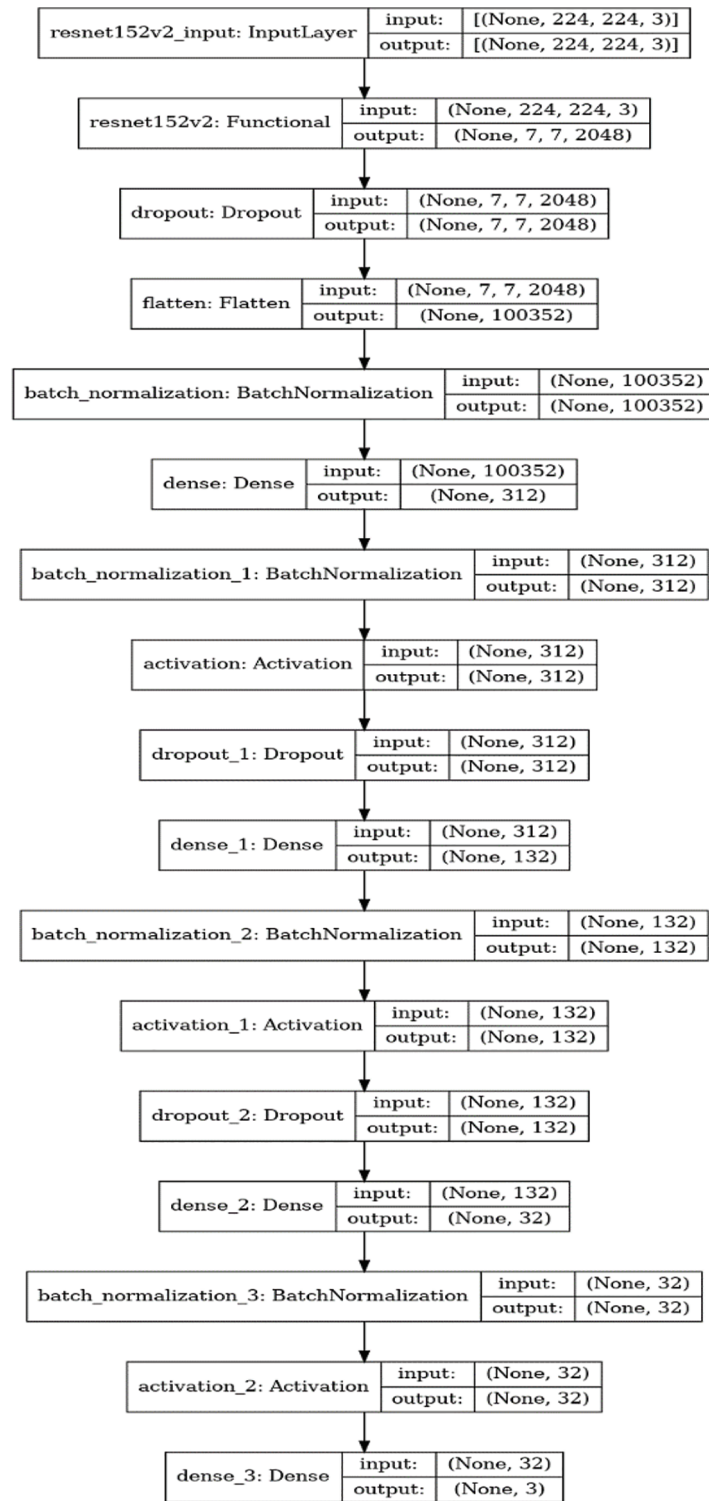 resnet152v2_input: InputLayer input: [(None, 224, 224, 3)]
output: [(None, 224, 224, 3)]
resnet152v2: Functional input: (None, 224, 224, 3)
output: (None, 7, 7, 2048)
dropout: Dropout input: (None, 7, 7, 2048)
output: (None, 7, 7, 2048)
flatten: Flatten input: (None, 7, 7, 2048)
output: (None, 100352)
batch_normalization: BatchNormalization input: (None, 100352)
output: (None, 100352)
dense: Dense input: (None, 100352)
output: (None, 312)
batch_normalization_1: BatchNormalization input: (None, 312)
output: (None, 312)
activation: Activation input: (None, 312)
output: (None, 312)
dropout_1: Dropout input: (None, 312)
output: (None, 312)
dense_1: Dense input: (None, 312)
output: (None, 132)
batch_normalization_2: BatchNormalization input: (None, 132)
output: (None, 132)
activation_1: Activation input: (None, 132)
output: (None, 132)
dropout_2: Dropout input: (None, 132)
output: (None, 132)
dense_2: Dense input: (None, 132)
output: (None, 32)
batch_normalization_3: BatchNormalization input: (None, 32)
output: (None, 32)
activation_2: Activation input: (None, 32)
output: (None, 32)
dense_3: Dense input: (None, 32)
output: (None, 3)